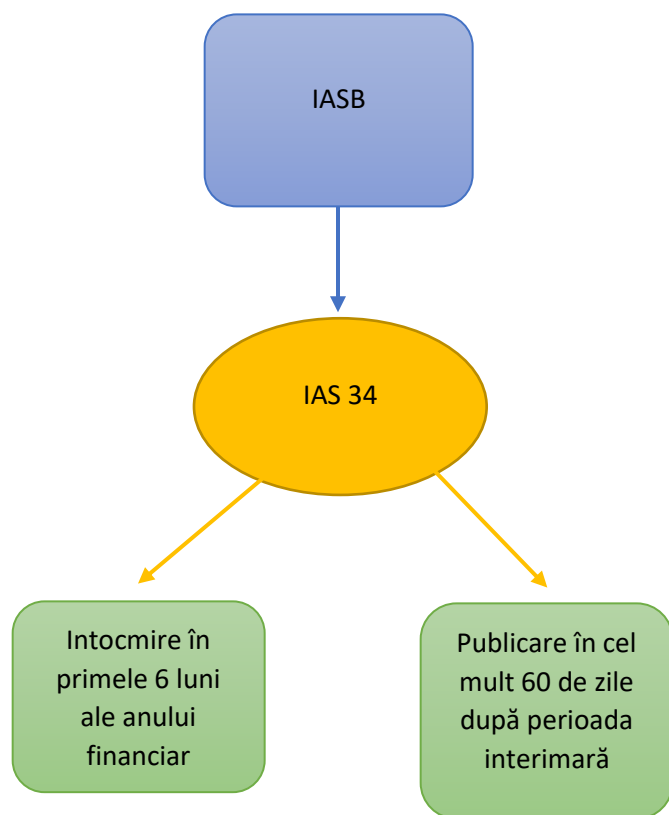 IASB
IAS 34
Intocmire în
primele 6 luni
ale anului
financiar
Publicare în cel
mult 60 de zile
după perioada
interimară